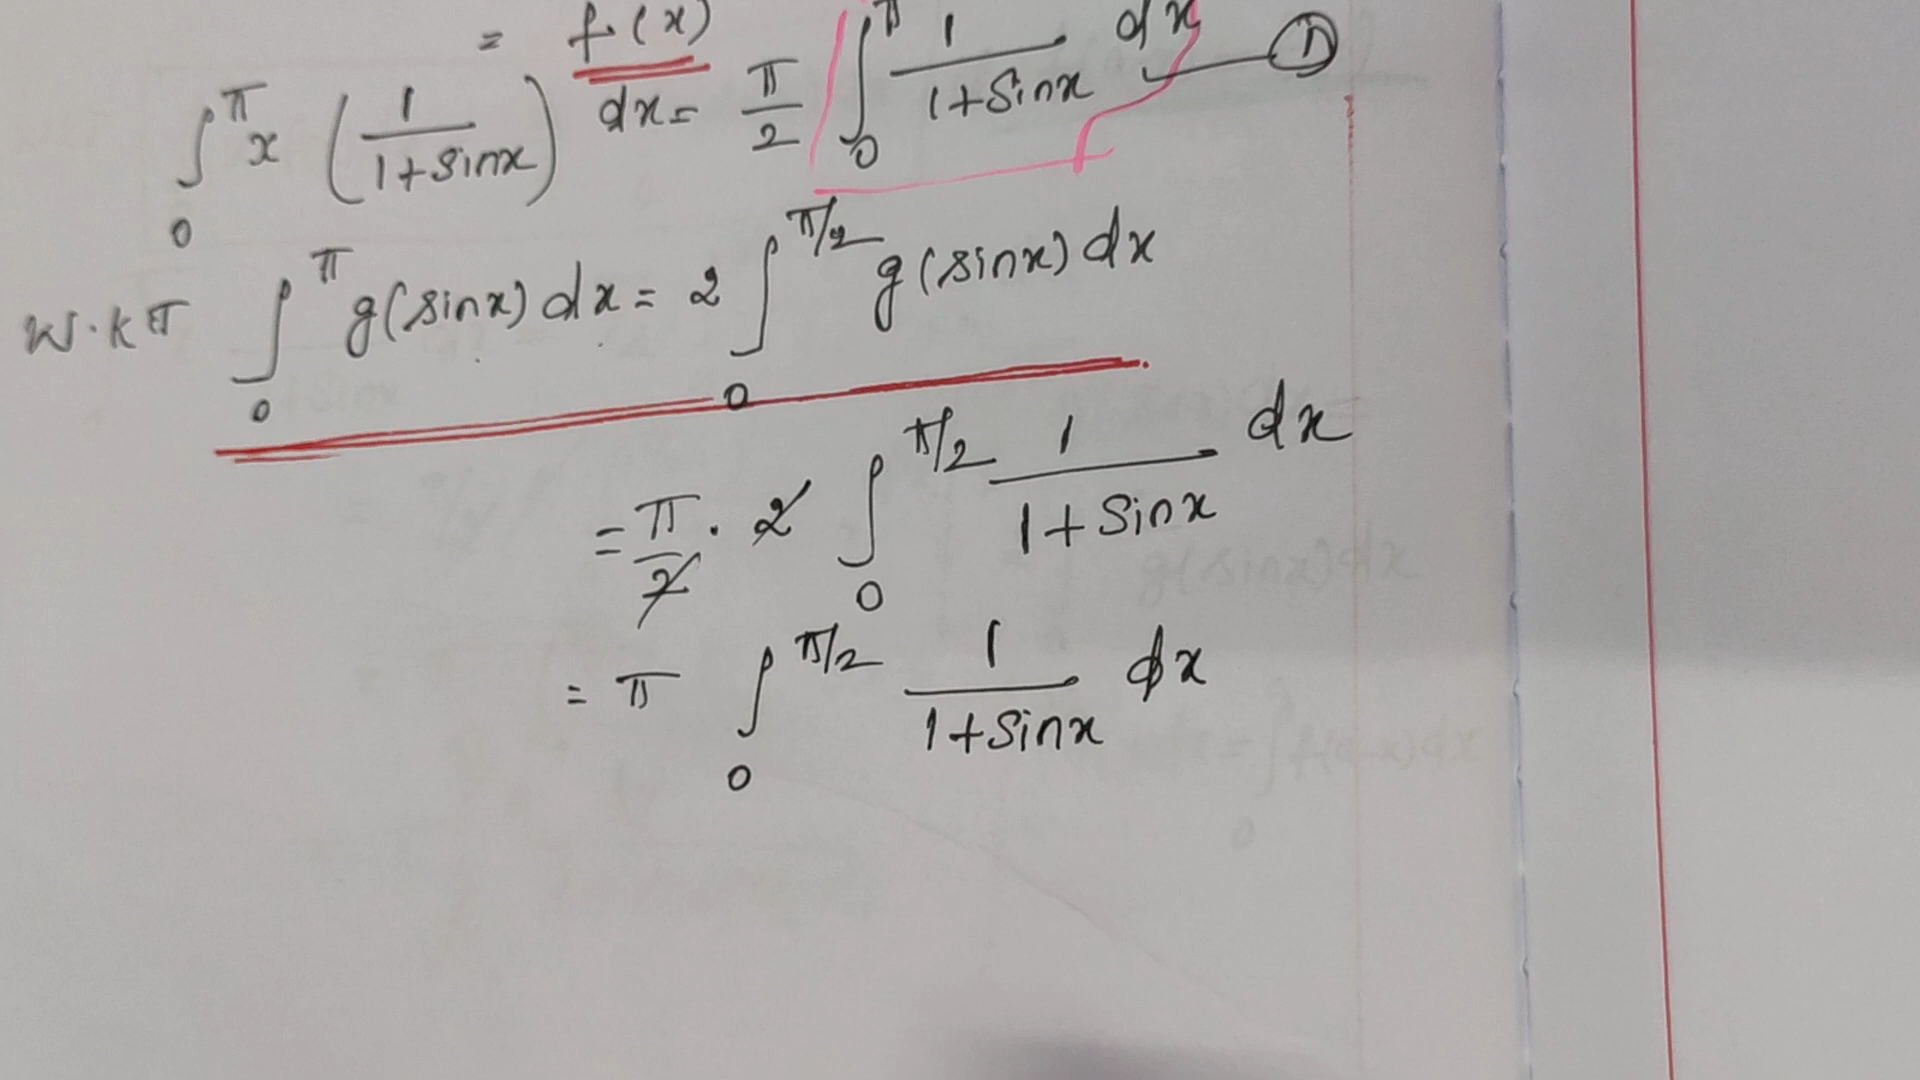 = f(x)
∫₀^π x (1/(1+sinx)) dx = π/2 ∫₀^π 1/(1+Sinx) dx — ①
W.KT ∫₀^π g(sinx) dx = 2 ∫₀^{π/2} g(sinx) dx
= π/2 . 2 ∫₀^{π/2} 1/(1+Sinx) dx
= π ∫₀^{π/2} 1/(1+Sinx) dx